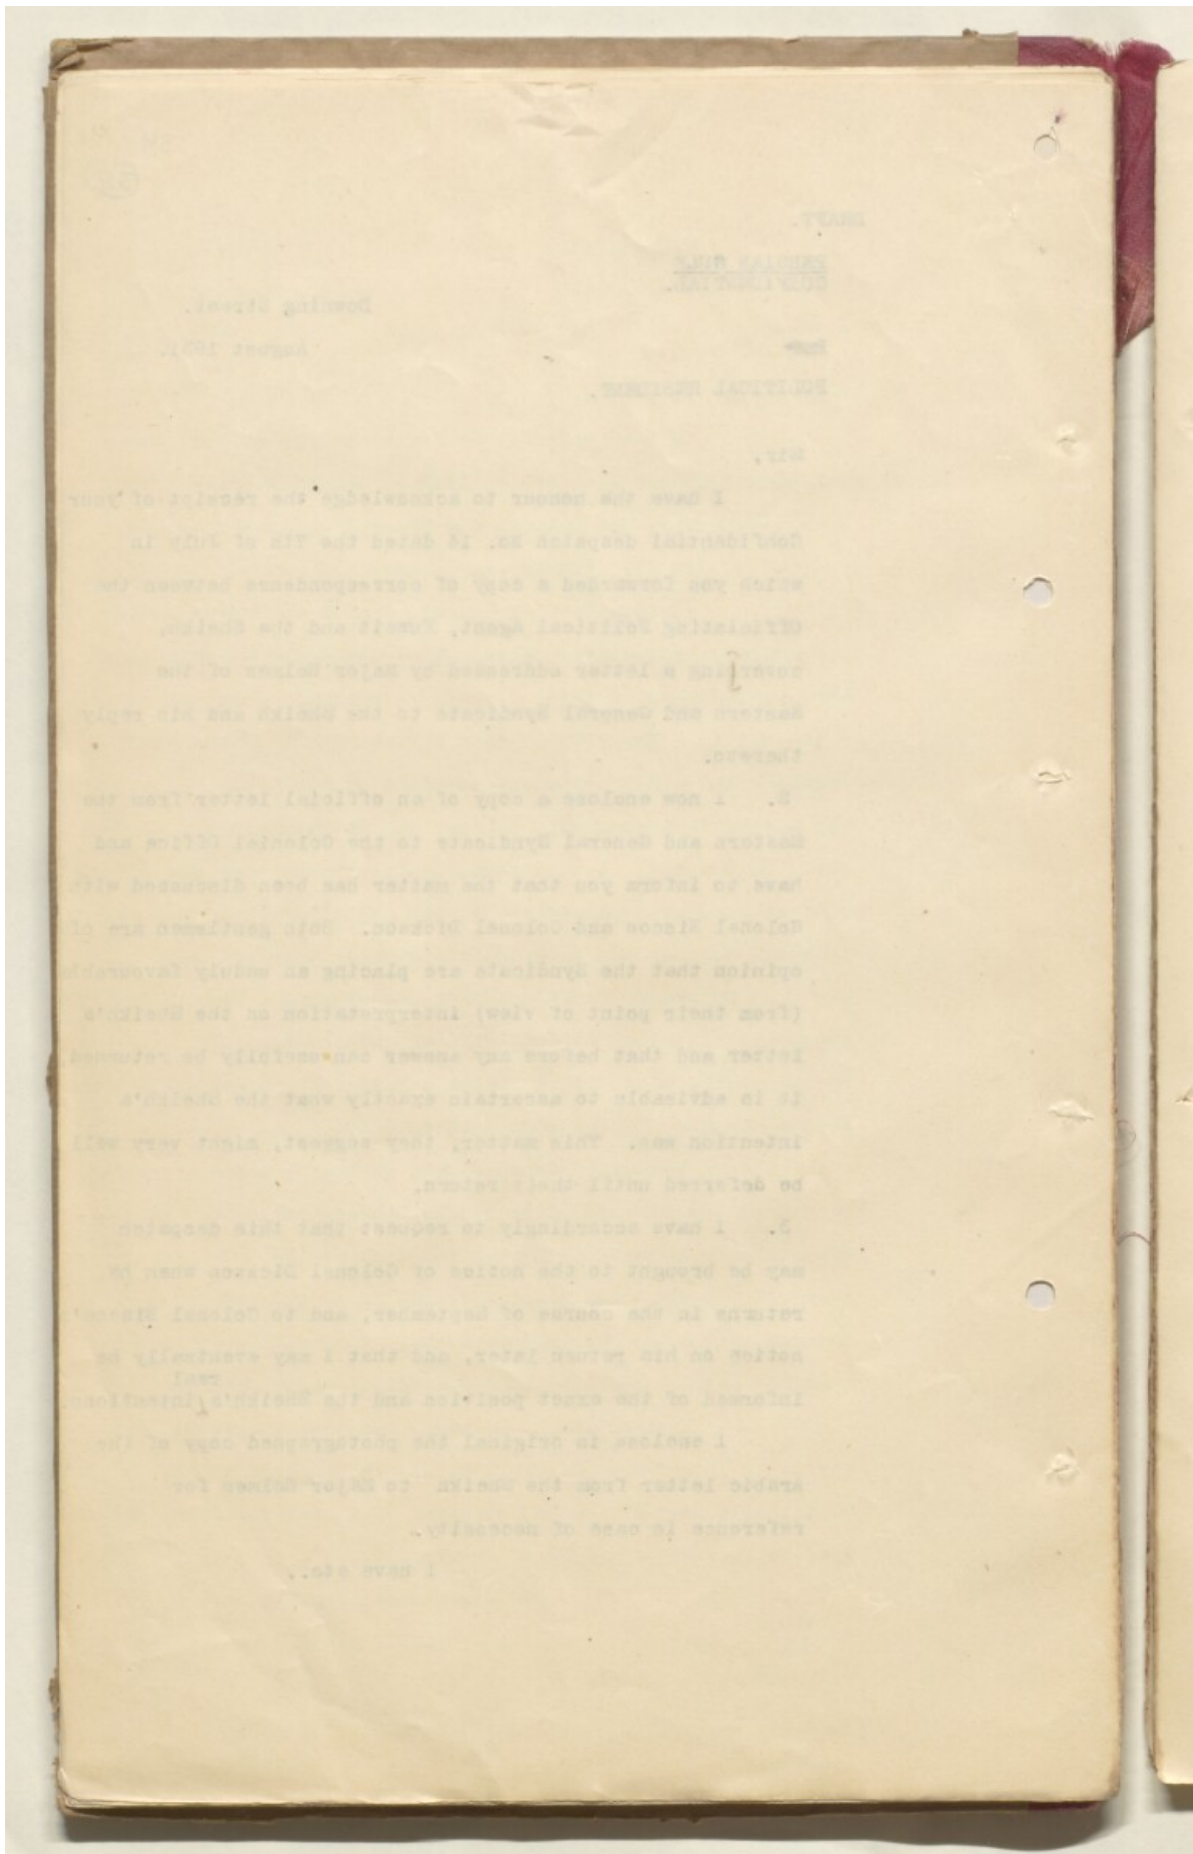 DRAFT.
PERSIAN GULF
CONFIDENTIAL.
Downing Street.
August 1931.
POLITICAL RESIDENT.
Sir,
I have the honour to acknowledge the receipt of your
Confidential despatch No. 14 dated the 7th of July in
which you forwarded a copy of correspondence between the
Officiating Political Agent, Kuwait and the Sheikh,
covering a letter addressed by Major Holmes of the
Eastern and General Syndicate to the Sheikh and his reply
thereto.
2. I now enclose a copy of an official letter from the
Eastern and General Syndicate to the Colonial Office and
have to inform you that the matter has been discussed with
Colonel Biscoe and Colonel Dickson. Both gentlemen are of
opinion that the Syndicate are placing an unduly favourable
(from their point of view) interpretation on the Sheikh's
letter and that before any answer can usefully be returned,
it is advisable to ascertain exactly what the Sheikh's
intention was. This matter, they suggest, might very well
be deferred until their return.
3. I have accordingly to request that this despatch
may be brought to the notice of Colonel Dickson when he
returns in the course of September, and to Colonel Biscoe's
notice on his return later, and that I may eventually be
informed of the exact position and the Sheikh's real intentions.
I enclose in original the photographed copy of the
Arabic letter from the Sheikh to Major Holmes for
reference in case of necessity.
I have etc.,